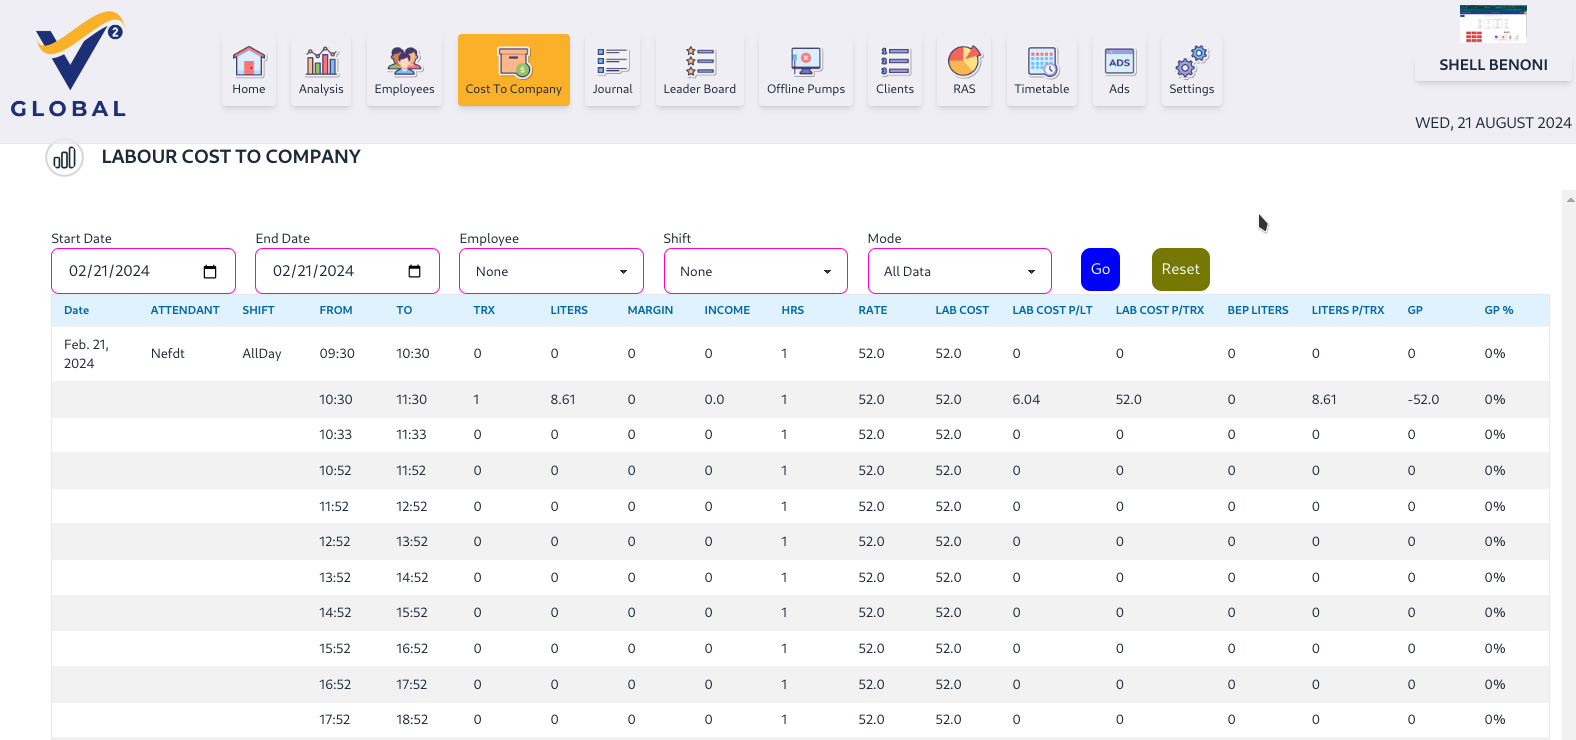 2
GLOBAL
Home
Analysis
Employees
Cost To Company
Journal
Leader Board
Offline Pumps
Clients
RAS
Timetable
ADS
Ads
Settings
SHELL BENONI
WED, 21 AUGUST 2024
LABOUR COST TO COMPANY
Start Date End Date Employee Shift Mode
02/21/2024 02/21/2024 None None All Data Go Reset
Date ATTENDANT SHIFT FROM TO TRX LITERS MARGIN INCOME HRS RATE LAB COST LAB COST P/LT LAB COST P/TRX BEP LITERS LITERS P/TRX GP GP %
Feb. 21,
2024 Nefdt AllDay 09:30 10:30 0 0 0 0 1 52.0 52.0 0 0 0 0 0 0%
10:30 11:30 1 8.61 0 0.0 1 52.0 52.0 6.04 52.0 0 8.61 -52.0 0%
10:33 11:33 0 0 0 0 1 52.0 52.0 0 0 0 0 0 0%
10:52 11:52 0 0 0 0 1 52.0 52.0 0 0 0 0 0 0%
11:52 12:52 0 0 0 0 1 52.0 52.0 0 0 0 0 0 0%
12:52 13:52 0 0 0 0 1 52.0 52.0 0 0 0 0 0 0%
13:52 14:52 0 0 0 0 1 52.0 52.0 0 0 0 0 0 0%
14:52 15:52 0 0 0 0 1 52.0 52.0 0 0 0 0 0 0%
15:52 16:52 0 0 0 0 1 52.0 52.0 0 0 0 0 0 0%
16:52 17:52 0 0 0 0 1 52.0 52.0 0 0 0 0 0 0%
17:52 18:52 0 0 0 0 1 52.0 52.0 0 0 0 0 0 0%